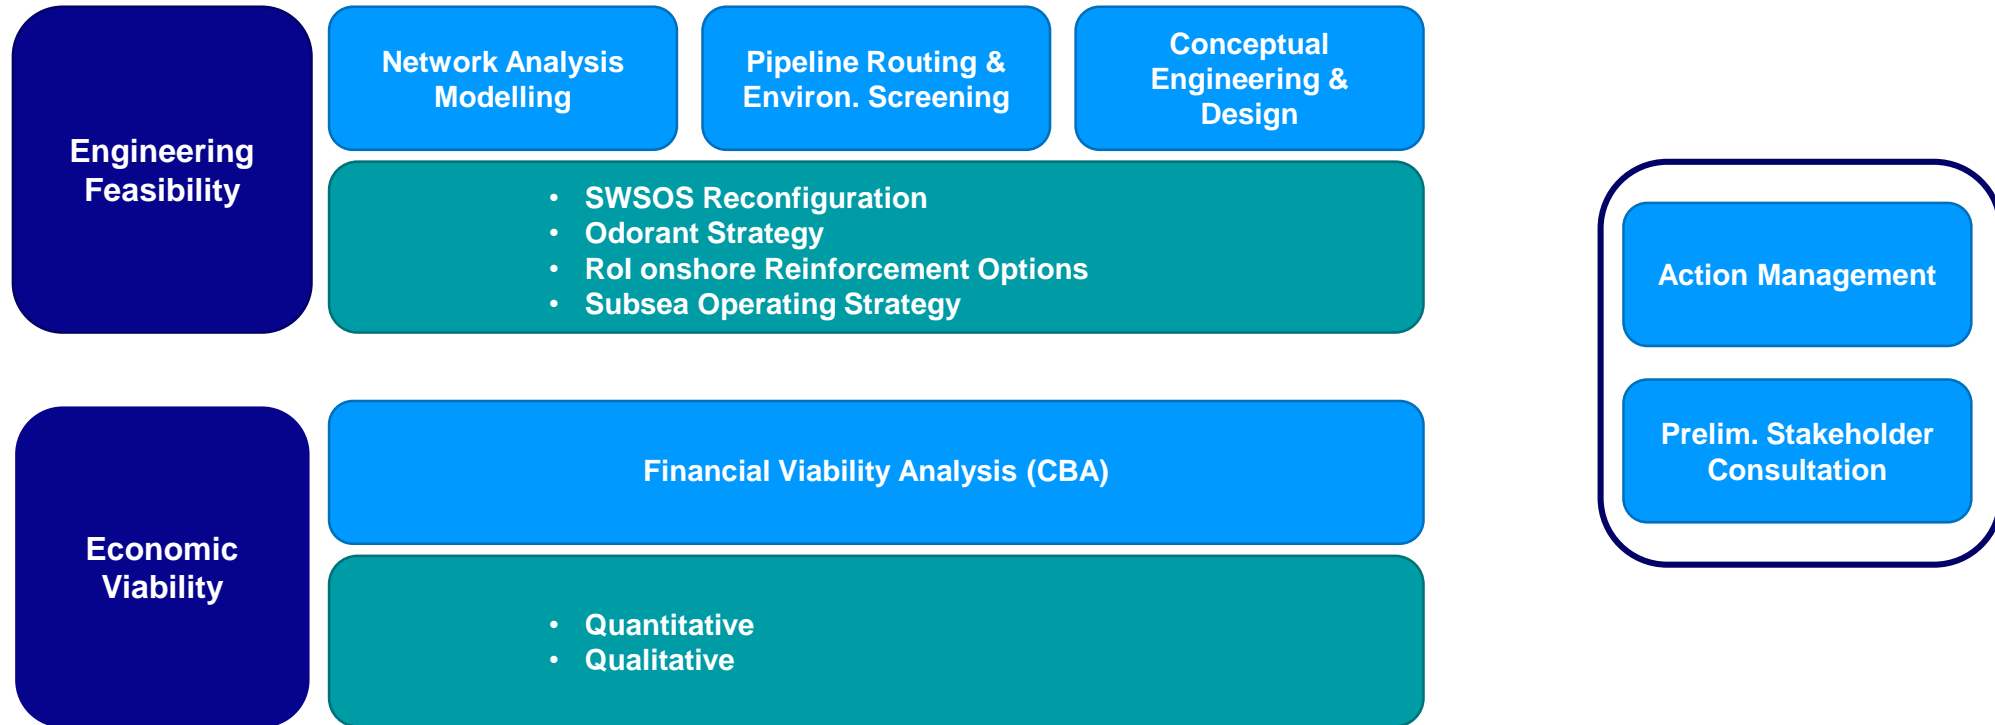 Engineering
Feasibility
Network Analysis
Modelling
Pipeline Routing &
Environ. Screening
Conceptual
Engineering &
Design
• SWSOS Reconfiguration
• Odorant Strategy
• RoI onshore Reinforcement Options
• Subsea Operating Strategy
Economic
Viability
Financial Viability Analysis (CBA)
• Quantitative
• Qualitative
Action Management
Prelim. Stakeholder
Consultation